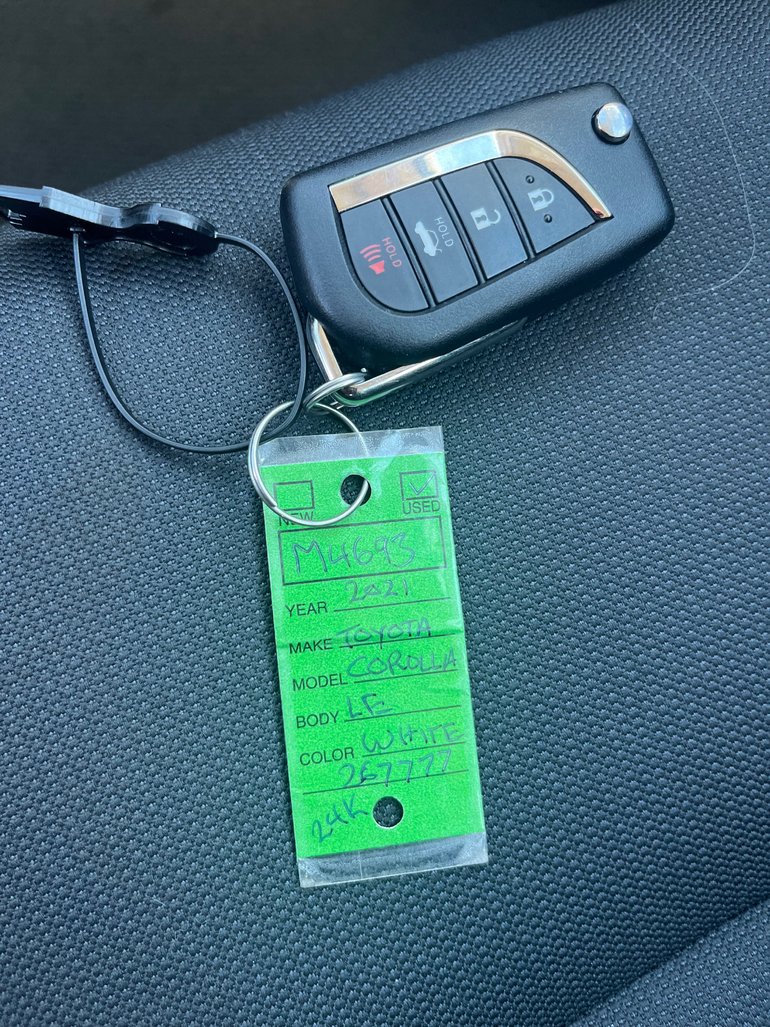 HOLD
HOLD
NEW USED
M4693
YEAR 2021
MAKE TOYOTA
MODEL COROLLA
BODY LE
COLOR WHITE
267777
24K